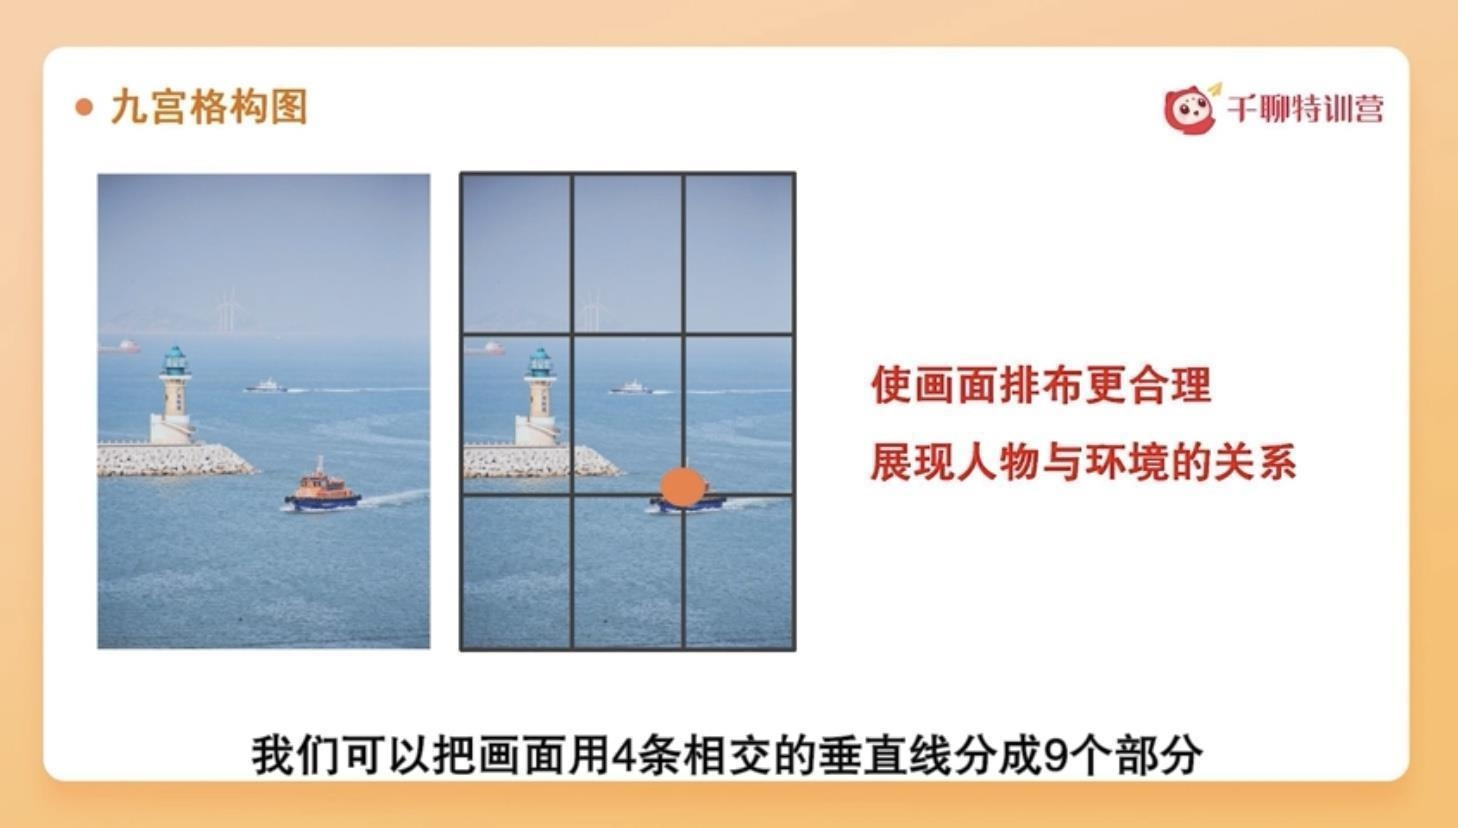 九宫格构图
千聊特训营
使画面排布更合理
展现人物与环境的关系
我们可以把画面用4条相交的垂直线分成9个部分